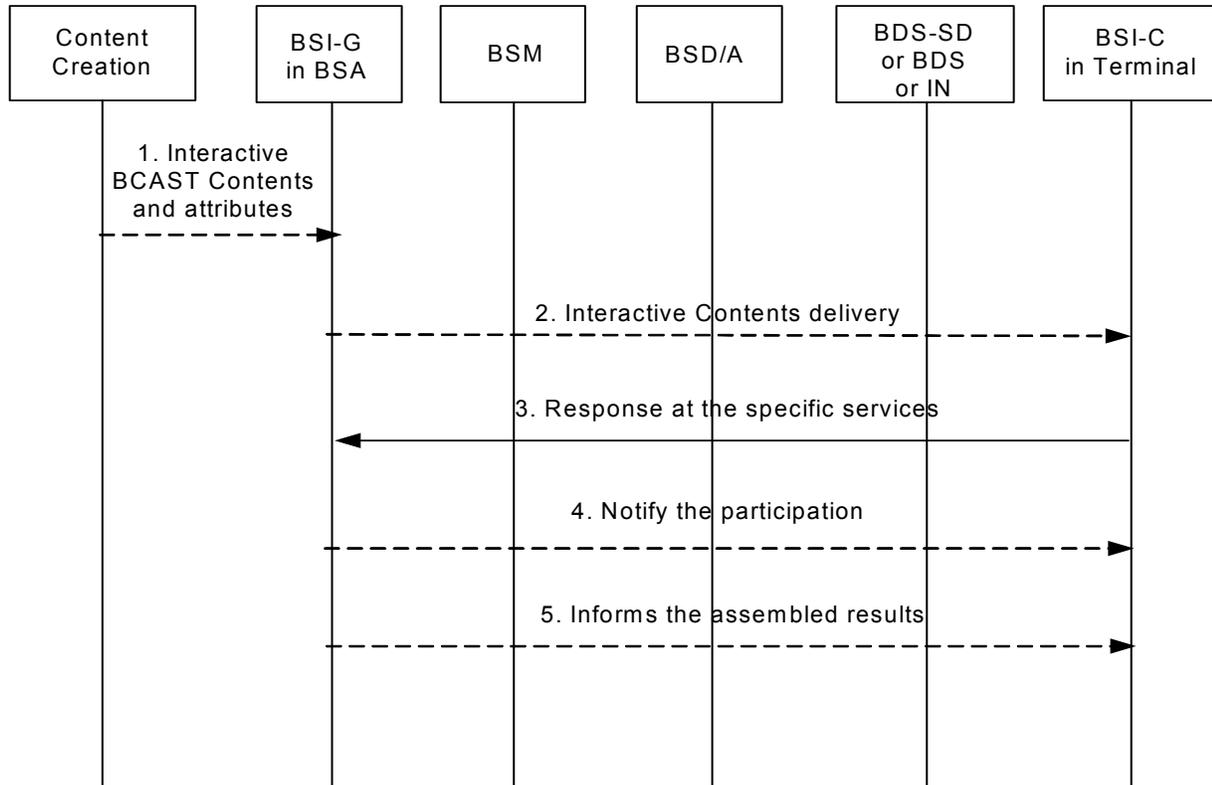 Content
Creation
BSI-G
in BSA
BSM
BSD/A
BDS-SD
or BDS
or IN
BSI-C
in Terminal
1. Interactive
BCAST Contents
and attributes
2. Interactive Contents delivery
3. Response at the specific services
4. Notify the participation
5. Informs the assembled results